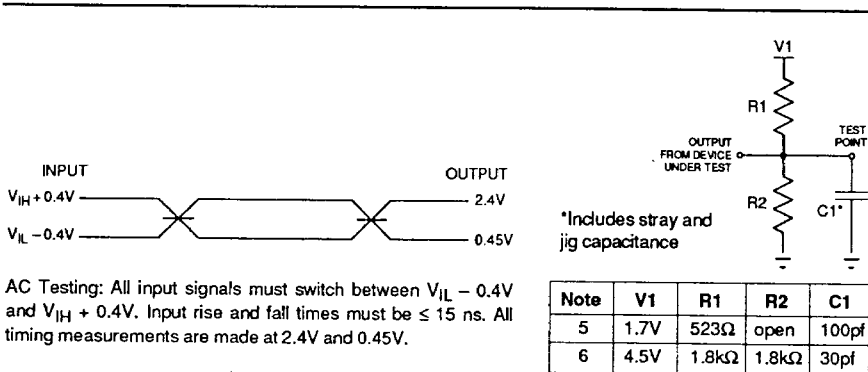 INPUT
OUTPUT
V_IH + 0.4V
2.4V
V_IL – 0.4V
0.45V
AC Testing: All input signals must switch between V_IL – 0.4V
and V_IH + 0.4V. Input rise and fall times must be ≤ 15 ns. All
timing measurements are made at 2.4V and 0.45V.
V1
R1
OUTPUT
FROM DEVICE
UNDER TEST
TEST
POINT
R2
C1*
*Includes stray and
jig capacitance
Note V1 R1 R2 C1
5 1.7V 523Ω open 100pf
6 4.5V 1.8kΩ 1.8kΩ 30pf